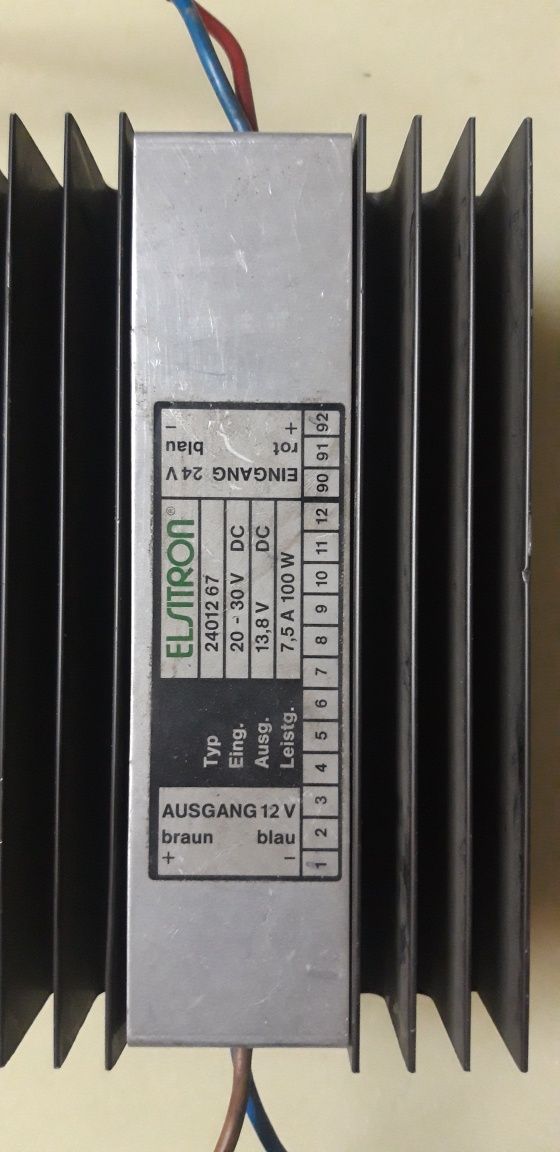 EINGANG 24 V
rot blau
+ –
ELSITRON®
Typ 2401267
Eing. 20 - 30 V DC
Ausg. 13,8 V DC
Leistg. 7,5 A 100 W
AUSGANG 12 V
braun blau
+ –
1 2 3 4 5 6 7 8 9 10 11 12 90 91 92